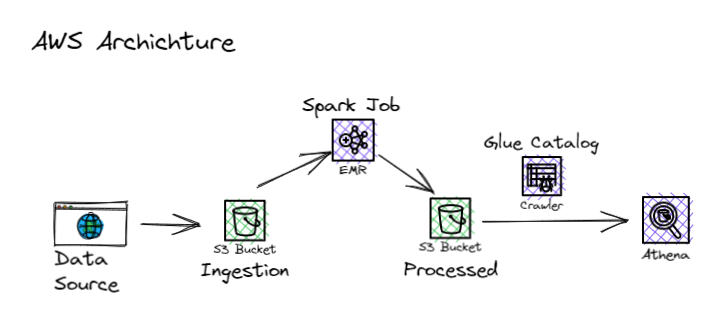 AWS Archichture
Spark Job
EMR
Glue Catalog
Crawler
Data
Source
S3 Bucket
Ingestion
S3 Bucket
Processed
Athena